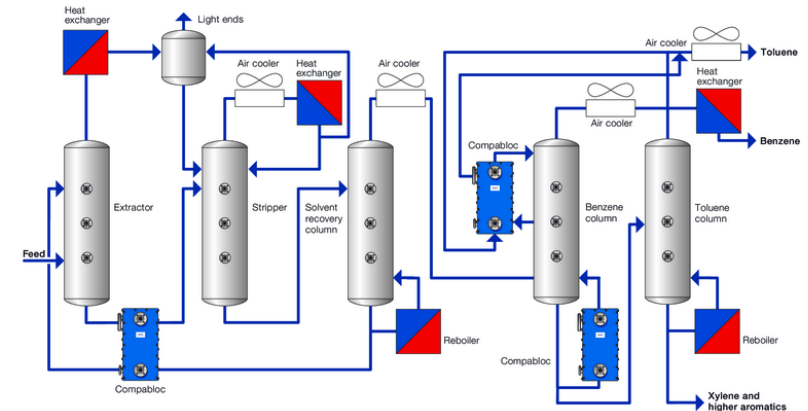 Heat
exchanger
Light ends
Air cooler
Heat
exchanger
Air cooler
Air cooler
Toluene
Heat
exchanger
Air cooler
Benzene
Compabloc
Extractor
Stripper
Solvent
recovery
column
Benzene
column
Toluene
column
Feed
Reboiler
Compabloc
Reboiler
Compabloc
Xylene and
higher aromatics